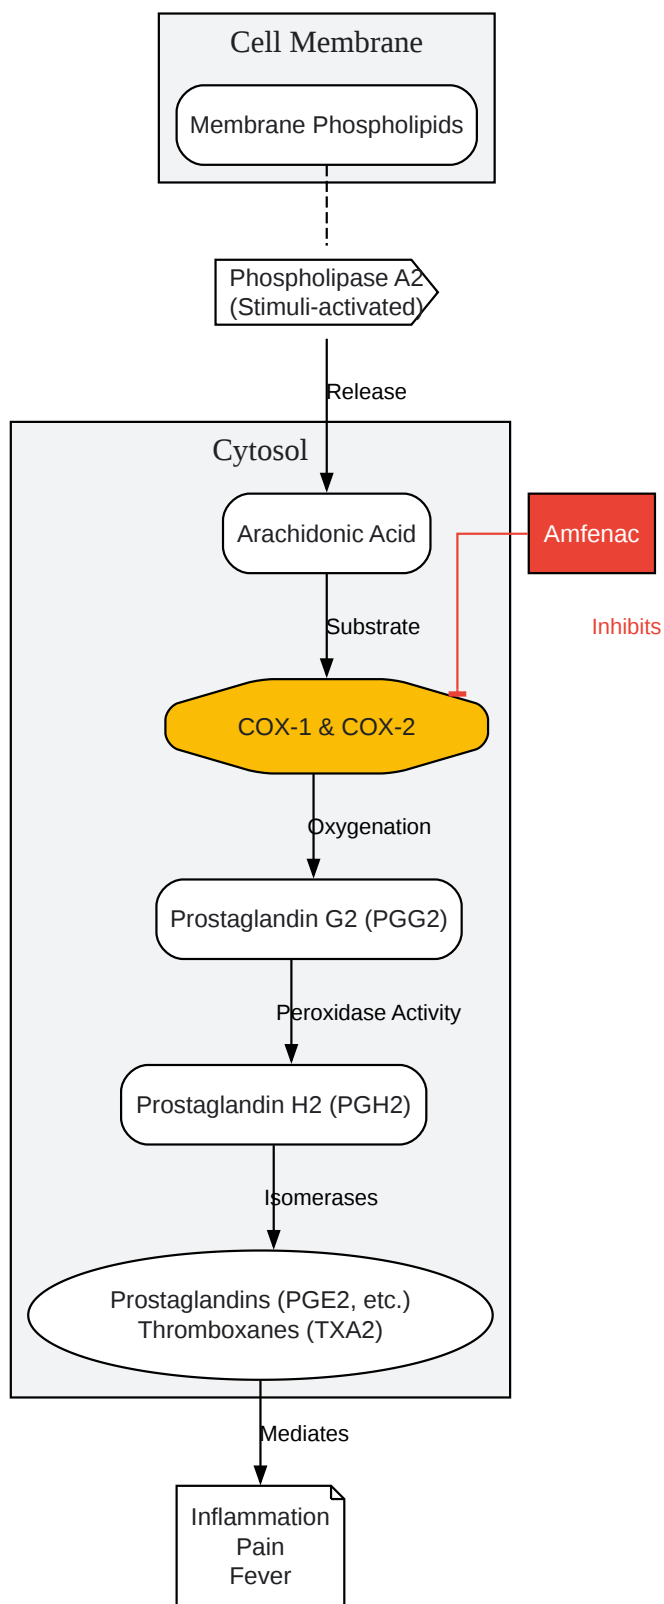 Cell Membrane
Membrane Phospholipids
Phospholipase A2
(Stimuli-activated)
Release
Cytosol
Arachidonic Acid
Amfenac
Substrate
Inhibits
COX-1 & COX-2
Oxygenation
Prostaglandin G2 (PGG2)
Peroxidase Activity
Prostaglandin H2 (PGH2)
Isomerases
Prostaglandins (PGE2, etc.)
Thromboxanes (TXA2)
Mediates
Inflammation
Pain
Fever